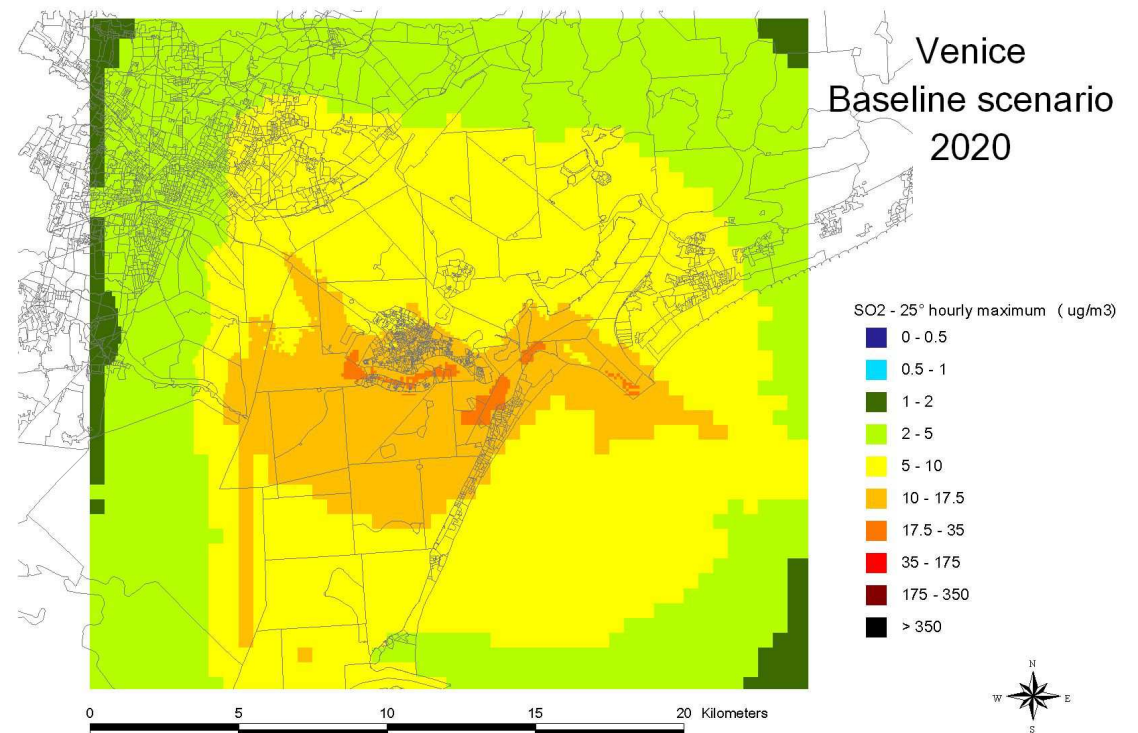 Venice
Baseline scenario
2020
SO2 - 25° hourly maximum ( ug/m3)
0 - 0.5
0.5 - 1
1 - 2
2 - 5
5 - 10
10 - 17.5
17.5 - 35
35 - 175
175 - 350
> 350
N
W E
S
0 5 10 15 20 Kilometers